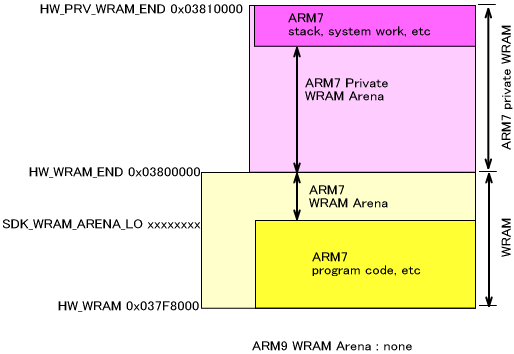 HW_PRV_WRAM_END 0x03810000
ARM7
stack, system work, etc
ARM7 Private
WRAM Arena
ARM7 private WRAM
HW_WRAM_END 0x03800000
ARM7
WRAM Arena
SDK_WRAM_ARENA_LO xxxxxxxx
WRAM
ARM7
program code, etc
HW_WRAM 0x037F8000
ARM9 WRAM Arena : none